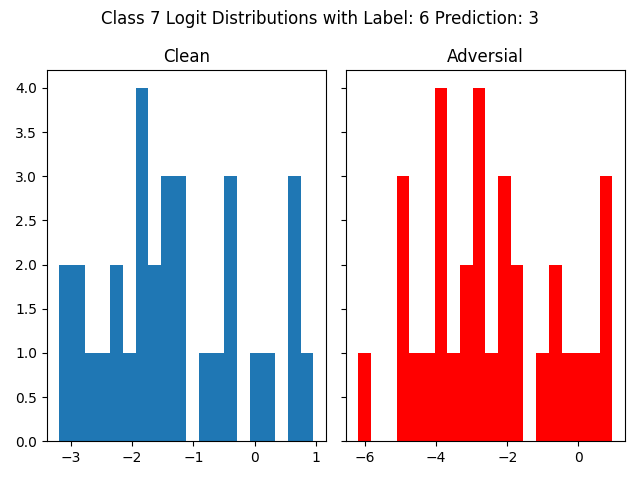 Class 7 Logit Distributions with Label: 6 Prediction: 3
Clean
Adversial
4.0
3.5
3.0
2.5
2.0
1.5
1.0
0.5
0.0
−3 −2 −1 0 1
−6 −4 −2 0